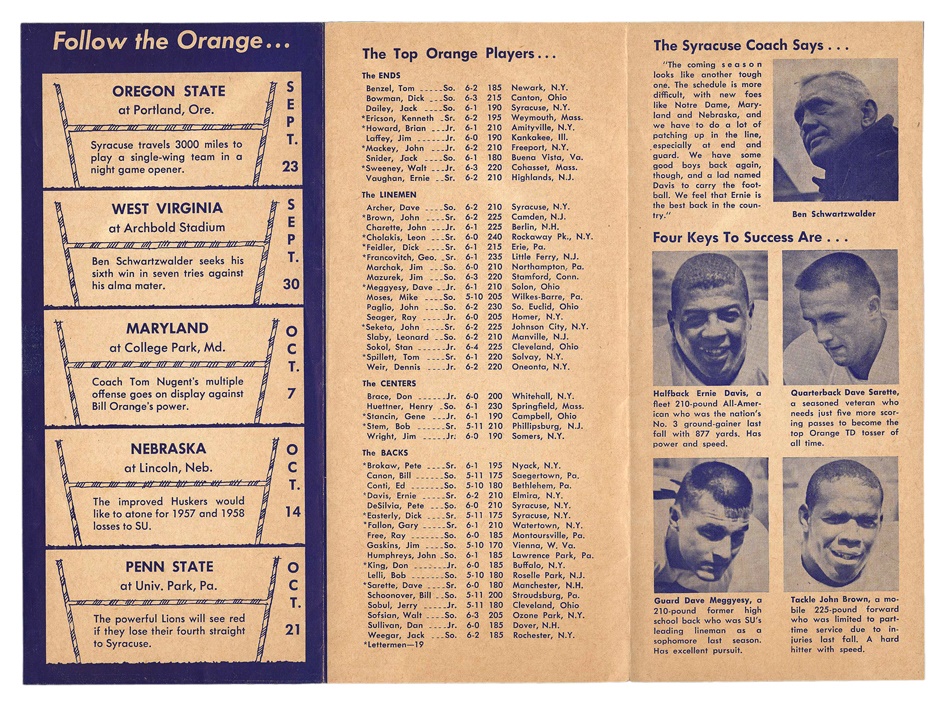 Follow the Orange...
OREGON STATE
at Portland, Ore.
Syracuse travels 3000 miles to
play a single-wing team in a
night game opener.
SEPT.
23
WEST VIRGINIA
at Archbold Stadium
Ben Schwartzwalder seeks his
sixth win in seven tries against
his alma mater.
SEPT.
30
MARYLAND
at College Park, Md.
Coach Tom Nugent's multiple
offense goes on display against
Bill Orange's power.
OCT.
7
NEBRASKA
at Lincoln, Neb.
The improved Huskers would
like to atone for 1957 and 1958
losses to SU.
OCT.
14
PENN STATE
at Univ. Park, Pa.
The powerful Lions will see red
if they lose their fourth straight
to Syracuse.
OCT.
21
The Top Orange Players...
The ENDS
Benzel, Tom ....So. 6-2 185 Newark, N.Y.
Bowman, Dick ...So. 6-3 215 Canton, Ohio
Dailey, Jack ....So. 6-1 190 Syracuse, N.Y.
*Ericson, Kenneth .Sr. 6-2 195 Weymouth, Mass.
*Howard, Brian ..Jr. 6-1 210 Amityville, N.Y.
Laffey, Jim .....Jr. 6-0 190 Kankakee, Ill.
*Mackey, John ..Jr. 6-2 210 Freeport, N.Y.
Snider, Jack ....So. 6-1 180 Buena Vista, Va.
*Sweeney, Walt ..Jr. 6-3 220 Cohasset, Mass.
Vaughan, Ernie ..Sr. 6-2 210 Highlands, N.J.
The LINEMEN
Archer, Dave ....So. 6-2 210 Syracuse, N.Y.
*Brown, John ....Sr. 6-2 225 Camden, N.J.
Charette, John ..Jr. 6-1 225 Berlin, N.H.
*Cholakis, Leon ..Sr. 6-0 240 Rockaway Pk., N.Y.
*Feidler, Dick ....Sr. 6-1 215 Erie, Pa.
*Francovitch, Geo. .Sr. 6-1 235 Little Ferry, N.J.
Marchak, Jim ...So. 6-0 210 Northampton, Pa.
Mazurek, Jim ...So. 6-3 220 Stamford, Conn.
*Meggyesy, Dave ..Jr. 6-1 210 Solon, Ohio
Moses, Mike ....So. 5-10 205 Wilkes-Barre, Pa.
Paglio, John ....So. 6-2 230 So. Euclid, Ohio
Seager, Ray .....Jr. 6-0 205 Homer, N.Y.
*Seketa, John ....Sr. 6-2 225 Johnson City, N.Y.
Slaby, Leonard ..So. 6-2 210 Manville, N.J.
Sokol, Stan .....Jr. 6-4 225 Cleveland, Ohio
*Spillett, Tom ....Sr. 6-1 220 Solvay, N.Y.
Weir, Dennis ....Jr. 6-2 220 Oneonta, N.Y.
The CENTERS
Brace, Don .....Jr. 6-0 200 Whitehall, N.Y.
Huettner, Henry .So. 6-1 230 Springfield, Mass.
*Stancin, Gene ...Jr. 6-1 190 Campbell, Ohio
*Stem, Bob .....Sr. 5-11 210 Phillipsburg, N.J.
Wright, Jim .....Jr. 6-0 190 Somers, N.Y.
The BACKS
*Brokaw, Pete ....Sr. 6-1 195 Nyack, N.Y.
Canan, Bill .....So. 5-11 175 Saegertown, Pa.
Conti, Ed ......So. 5-10 180 Bethlehem, Pa.
*Davis, Ernie ....Sr. 6-2 210 Elmira, N.Y.
DeSilvia, Pete ...So. 6-0 210 Syracuse, N.Y.
*Easterly, Dick ...Sr. 5-11 175 Syracuse, N.Y.
*Fallon, Gary ....Sr. 6-1 210 Watertown, N.Y.
Free, Ray .......So. 6-0 185 Montoursville, Pa.
Gaskins, Jim ....So. 5-10 170 Vienna, W. Va.
Humphreys, John .So. 6-1 185 Lawrence Park, Pa.
*King, Don ......Jr. 6-0 185 Buffalo, N.Y.
Lelli, Bob .......So. 5-10 180 Roselle Park, N.J.
*Sarette, Dave ...Sr. 6-0 180 Manchester, N.H.
Schoonover, Bill ..So. 5-11 200 Stroudsburg, Pa.
Sobul, Jerry ....Jr. 5-11 180 Cleveland, Ohio
Sofsian, Walt ...So. 6-3 205 Ozone Park, N.Y.
Sullivan, Dan ...Jr. 6-0 185 Dover, N.H.
Weegar, Jack ...So. 6-2 185 Rochester, N.Y.
*Lettermen—19
The Syracuse Coach Says...
"The coming season
looks like another tough
one. The schedule is more
difficult, with new foes
like Notre Dame, Mary-
land and Nebraska, and
we have to do a lot of
patching up in the line,
especially at end and
guard. We have some
good boys back again,
though, and a lad named
Davis to carry the foot-
ball. We feel that Ernie is
the best back in the coun-
try."
Ben Schwartzwalder
Four Keys To Success Are...
Halfback Ernie Davis, a
fleet 210-pound All-Amer-
ican who was the nation's
No. 3 ground-gainer last
fall with 877 yards. Has
power and speed.
Quarterback Dave Sarette,
a seasoned veteran who
needs just five more scor-
ing passes to become the
top Orange TD tosser of
all time.
Guard Dave Meggyesy, a
210-pound former high
school back who was SU's
leading lineman as a
sophomore last season.
Has excellent pursuit.
Tackle John Brown, a mo-
bile 225-pound forward
who was limited to part-
time service due to in-
juries last fall. A hard
hitter with speed.